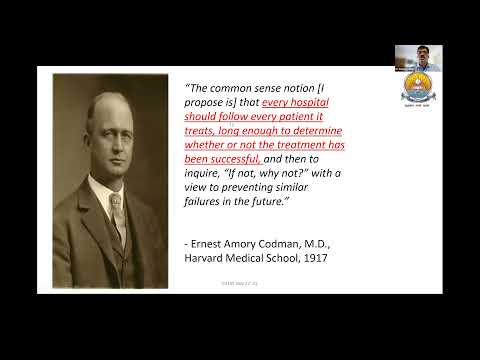 “The common sense notion [I
propose is] that every hospital
should follow every patient it
treats, long enough to determine
whether or not the treatment has
been successful, and then to
inquire, “If not, why not?” with a
view to preventing similar
failures in the future.”
- Ernest Amory Codman, M.D.,
Harvard Medical School, 1917